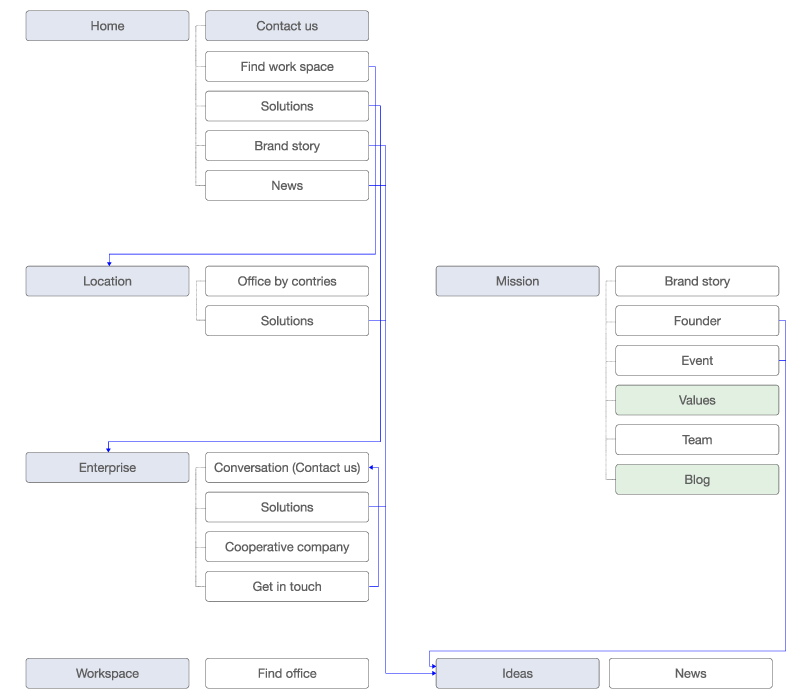 Home
Contact us
Find work space
Solutions
Brand story
News
Location
Office by contries
Solutions
Mission
Brand story
Founder
Event
Values
Team
Blog
Enterprise
Conversation (Contact us)
Solutions
Cooperative company
Get in touch
Workspace
Find office
Ideas
News